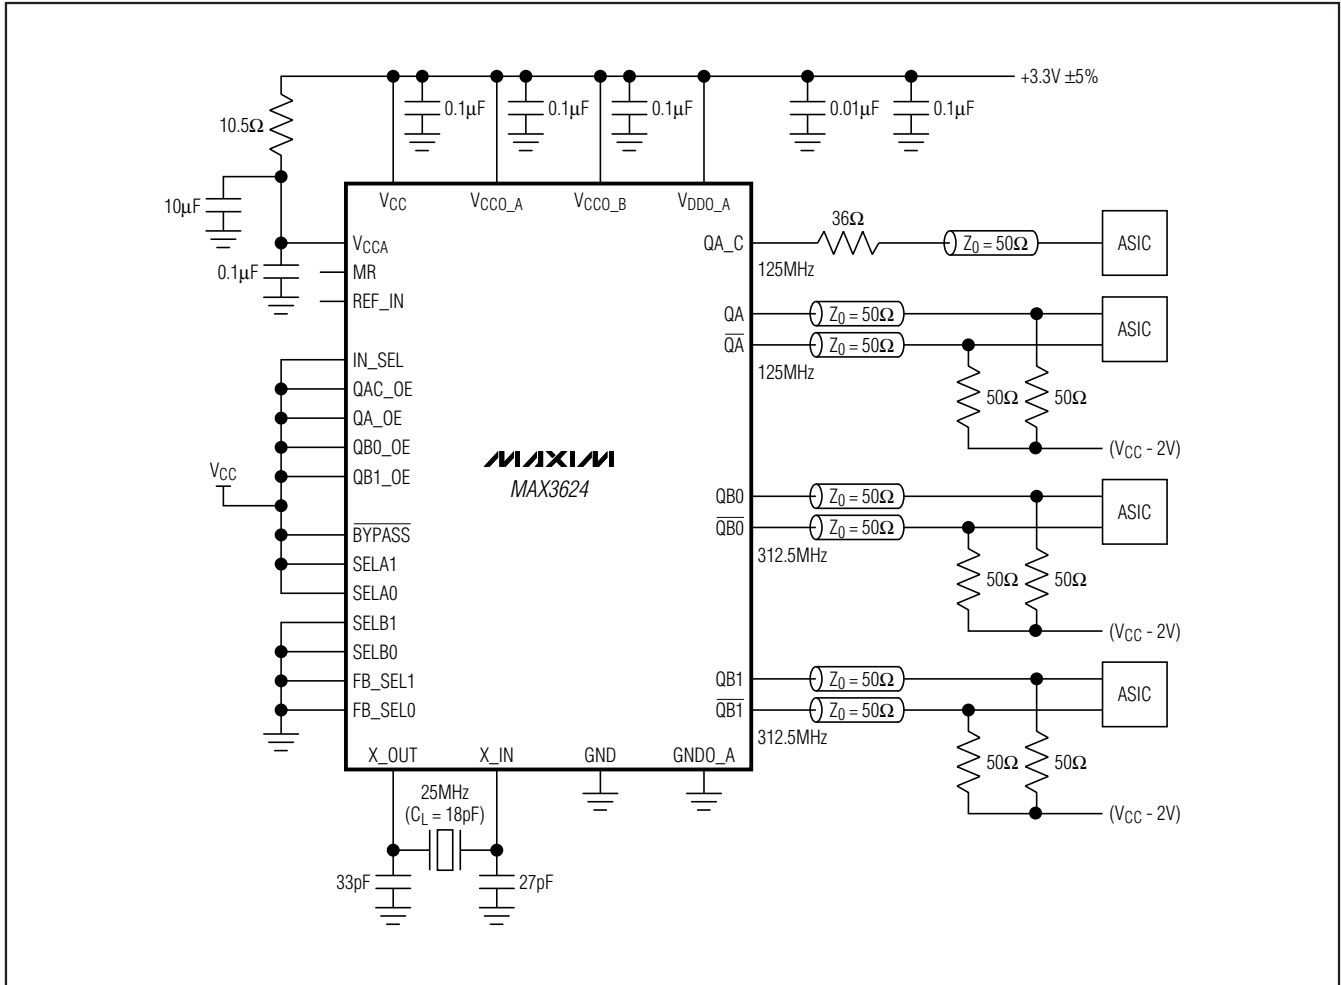 +3.3V ±5%
0.1µF
0.1µF
0.1µF
0.01µF
0.1µF
10.5Ω
10µF
0.1µF
VCC
VCCO_A
VCCO_B
VDDO_A
VCCA
MR
REF_IN
IN_SEL
QAC_OE
QA_OE
QB0_OE
QB1_OE
VCC
BYPASS
SELA1
SELA0
SELB1
SELB0
FB_SEL1
FB_SEL0
MAXIM
MAX3624
X_OUT
X_IN
GND
GNDO_A
25MHz
(CL = 18pF)
33pF
27pF
QA_C
125MHz
36Ω
Z0 = 50Ω
ASIC
QA
QA
125MHz
Z0 = 50Ω
Z0 = 50Ω
50Ω
50Ω
ASIC
(VCC - 2V)
QB0
QB0
312.5MHz
Z0 = 50Ω
Z0 = 50Ω
50Ω
50Ω
ASIC
(VCC - 2V)
QB1
QB1
312.5MHz
Z0 = 50Ω
Z0 = 50Ω
50Ω
50Ω
ASIC
(VCC - 2V)